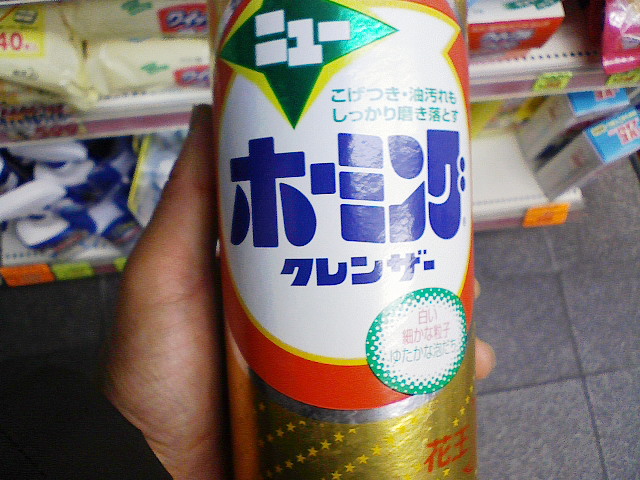 ニュー
こげつき・油汚れも
しっかり磨き落とす
ホーミング
クレンザー
白い
細かな粒子
ゆたかな泡だち
花王